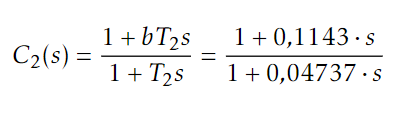 C₂(s) = (1 + bT₂s)/(1 + T₂s) = (1 + 0,1143 · s)/(1 + 0,04737 · s)